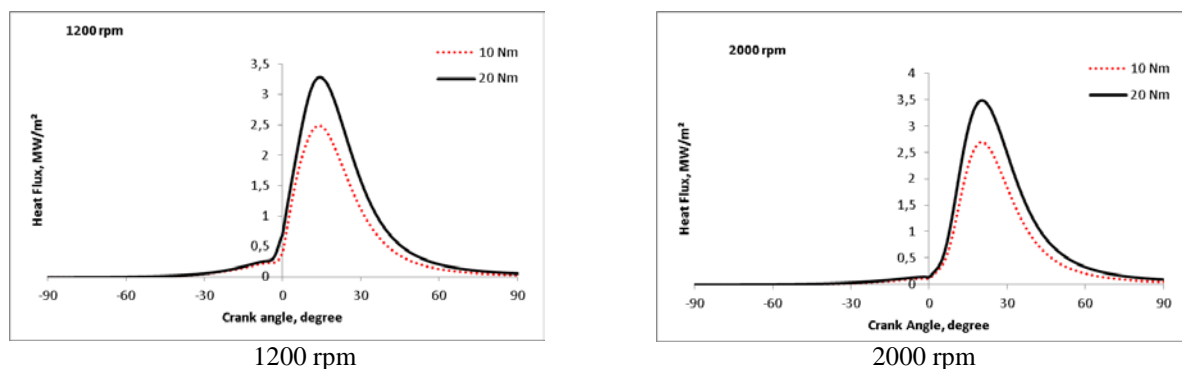 1200 rpm
10 Nm
20 Nm
3,5
3
2,5
2
1,5
1
0,5
0
-90 -60 -30 0 30 60 90
Heat Flux, MW/m²
Crank angle, degree
1200 rpm
2000 rpm
10 Nm
20 Nm
4
3,5
3
2,5
2
1,5
1
0,5
0
-90 -60 -30 0 30 60 90
Heat Flux, MW/m²
Crank Angle, degree
2000 rpm